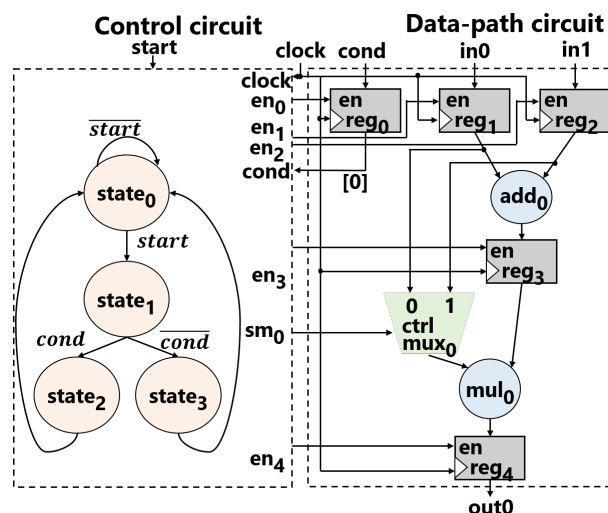 Control circuit
Data-path circuit
start
clock cond in0 in1
clock
en0
en1
en2
cond
en3
sm0
en4
start
state0
start
state1
cond cond
state2 state3
en
reg0
en
reg1
en
reg2
[0]
add0
en
reg3
0 1
ctrl
mux0
mul0
en
reg4
out0